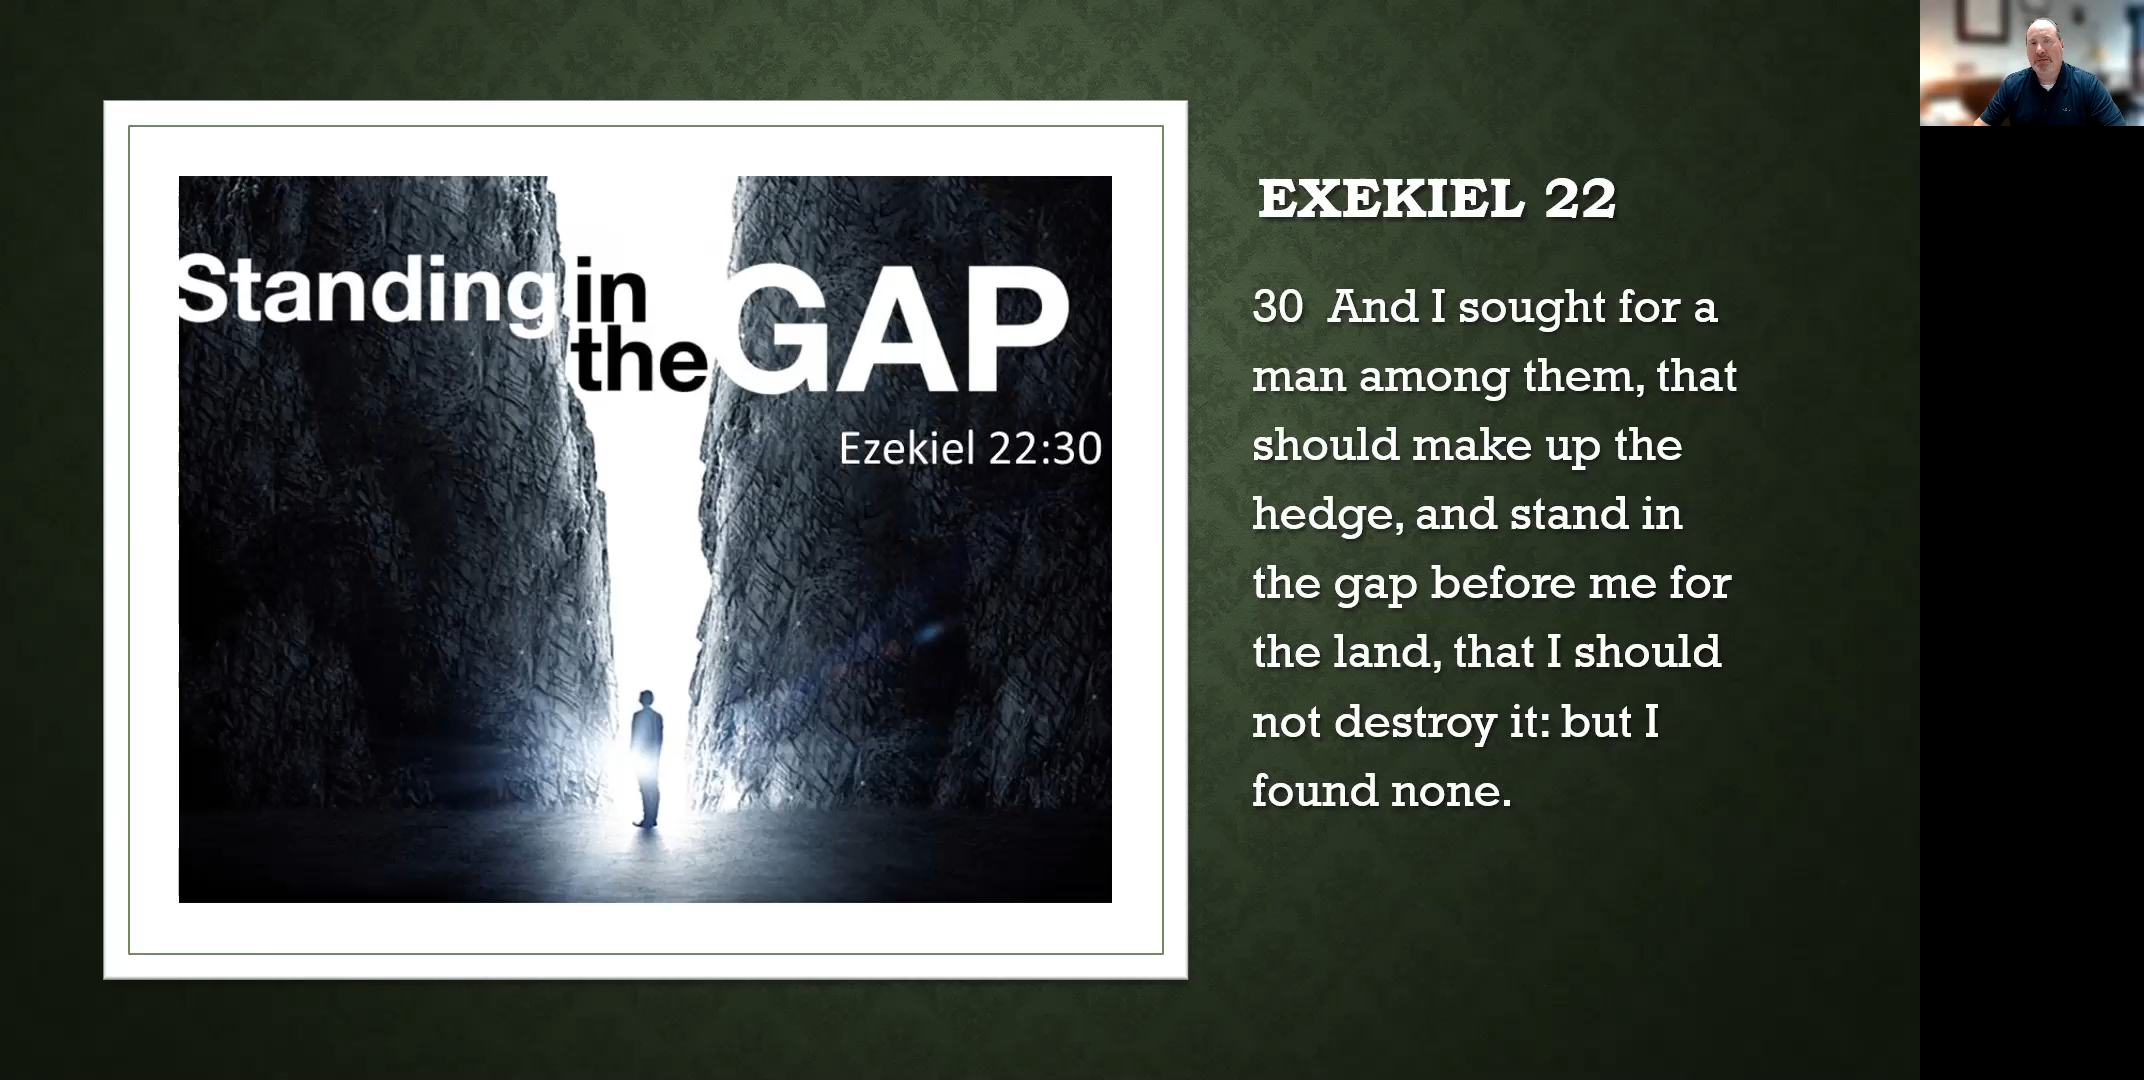 Standing in the GAP
Ezekiel 22:30
EXEKIEL 22
30 And I sought for a
man among them, that
should make up the
hedge, and stand in
the gap before me for
the land, that I should
not destroy it: but I
found none.